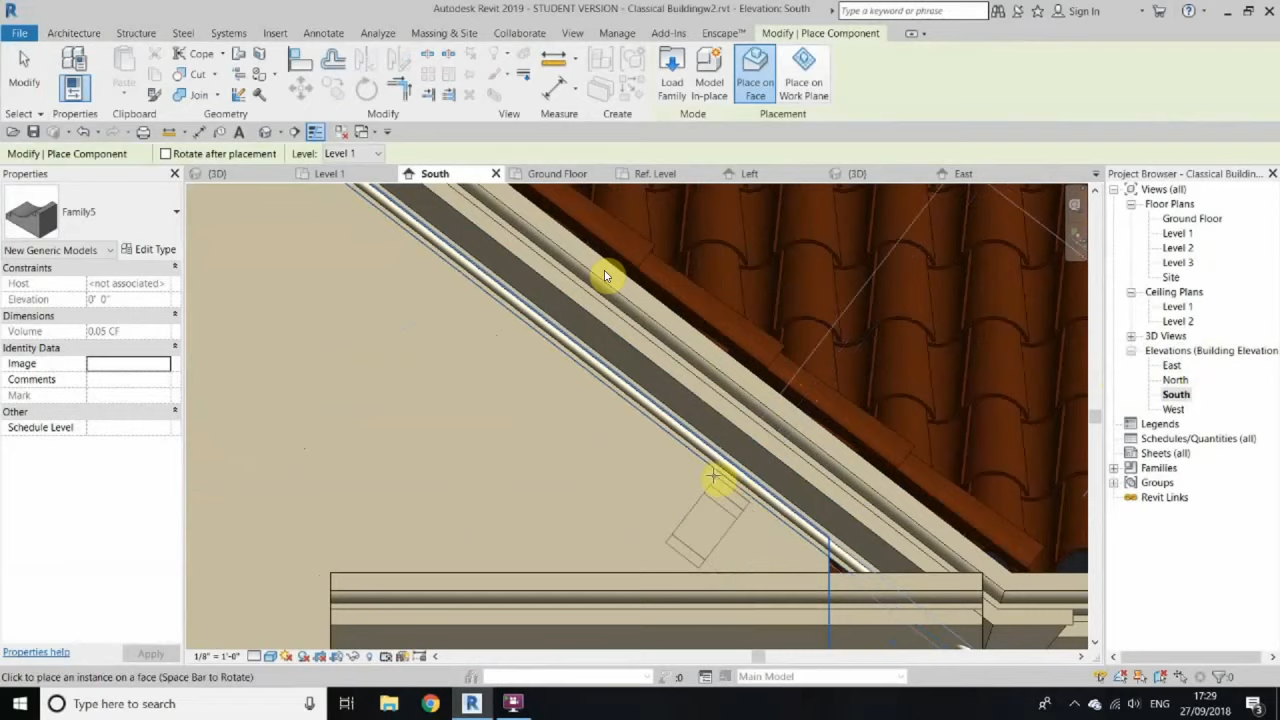 Autodesk Revit 2019 - STUDENT VERSION - Classical Buildingw2.rvt - Elevation: South
Type a keyword or phrase
Sign In
File Architecture Structure Steel Systems Insert Annotate Analyze Massing & Site Collaborate View Manage Add-Ins Enscape™ Modify | Place Component
Modify
Paste
Cope
Cut
Join
Load Family
Model In-place
Place on Face
Place on Work Plane
Select Properties Clipboard Geometry Modify View Measure Create Mode Placement
Modify | Place Component Rotate after placement Level: Level 1
Properties
(3D) Level 1 South Ground Floor Ref. Level Left (3D) East
Project Browser - Classical Buildin...
Family5
New Generic Models Edit Type
Constraints
Host <not associated>
Elevation 0' 0"
Dimensions
Volume 0.05 CF
Identity Data
Image
Comments
Mark
Other
Schedule Level
Properties help Apply
Views (all)
Floor Plans
Ground Floor
Level 1
Level 2
Level 3
Site
Ceiling Plans
Level 1
Level 2
3D Views
Elevations (Building Elevation
East
North
South
West
Legends
Schedules/Quantities (all)
Sheets (all)
Families
Groups
Revit Links
1/8" = 1'-0"
Click to place an instance on a face (Space Bar to Rotate)
:0
Main Model
:0
Type here to search
ENG
17:29
27/09/2018
3